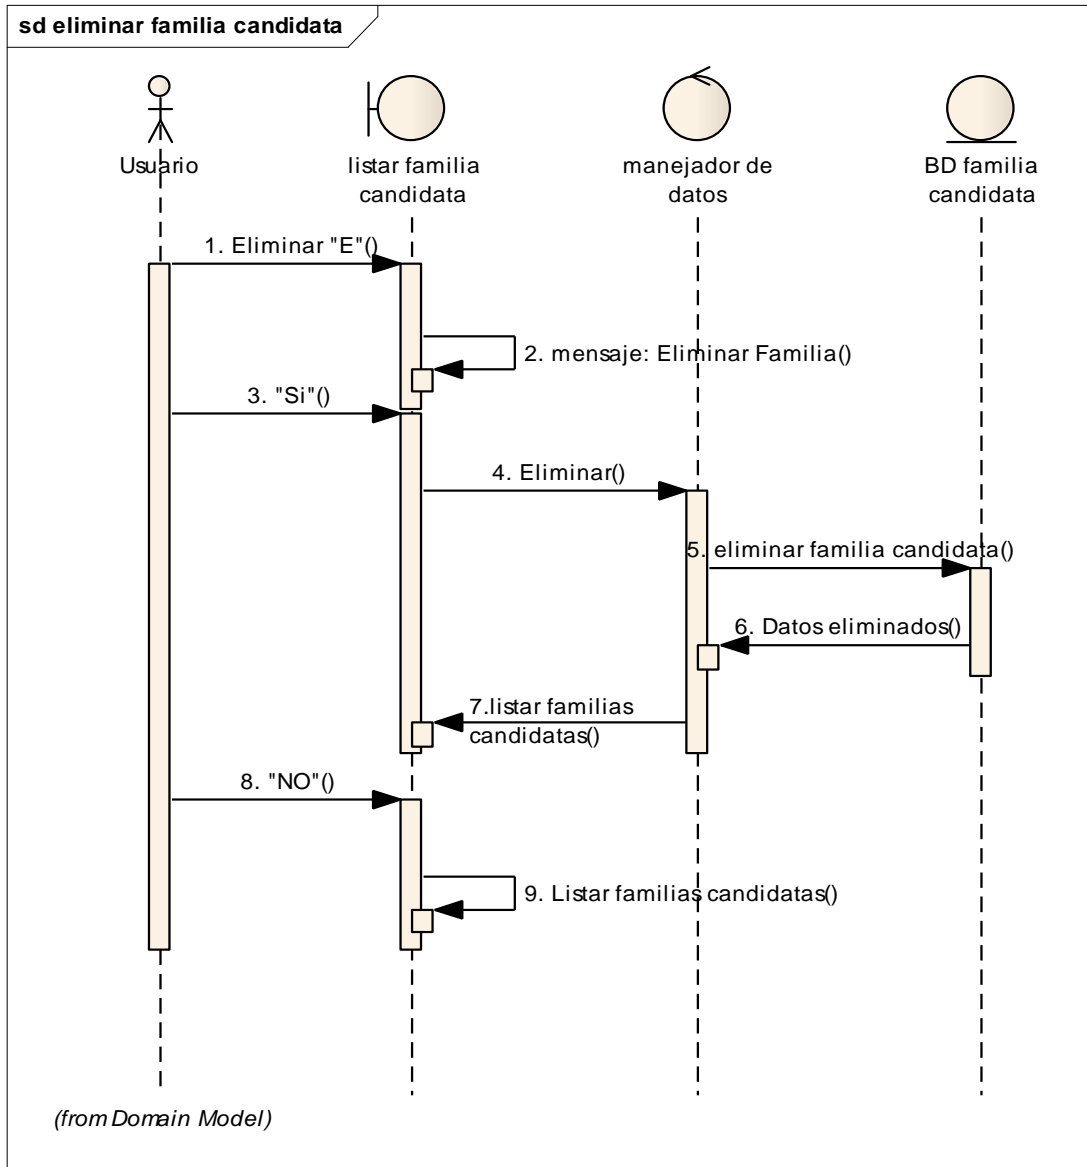 sd eliminar familia candidata
Usuario
listar familia
candidata
manejador de
datos
BD familia
candidata
1. Eliminar "E"()
2. mensaje: Eliminar Familia()
3. "Si"()
4. Eliminar()
5. eliminar familia candidata()
6. Datos eliminados()
7.listar familias
candidatas()
8. "NO"()
9. Listar familias candidatas()
(from Domain Model)